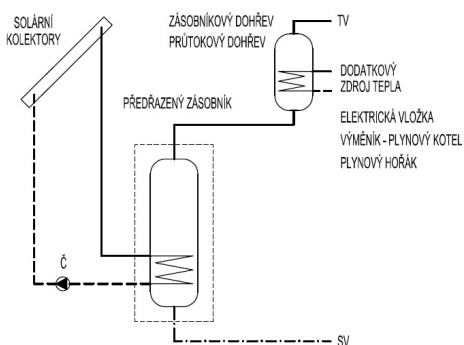 SOLÁRNÍ
KOLEKTORY
ZÁSOBNÍKOVÝ DOHŘEV
PRŮTOKOVÝ DOHŘEV
TV
DODATKOVÝ
ZDROJ TEPLA
PŘEDŘAZENÝ ZÁSOBNÍK
ELEKTRICKÁ VLOŽKA
VÝMĚNÍK - PLYNOVÝ KOTEL
PLYNOVÝ HOŘÁK
Č
SV